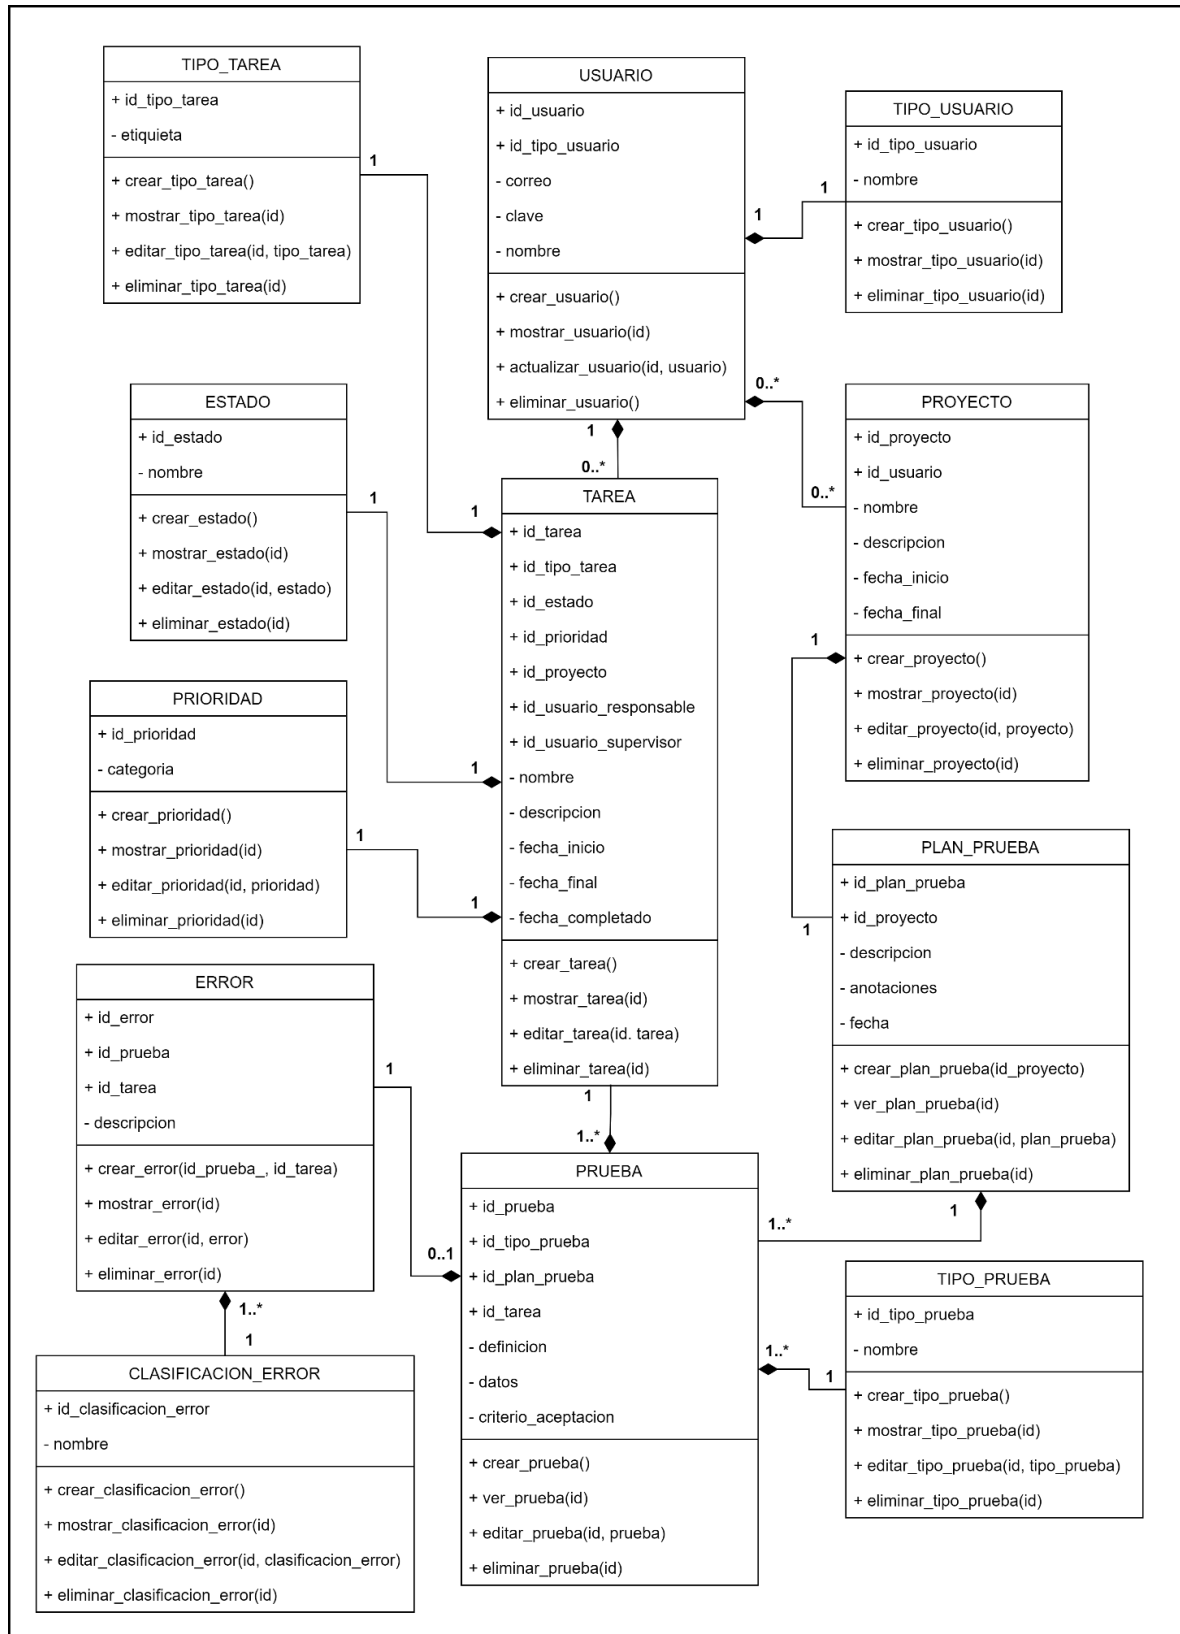 TIPO_TAREA
+ id_tipo_tarea
- etiquieta
+ crear_tipo_tarea()
+ mostrar_tipo_tarea(id)
+ editar_tipo_tarea(id, tipo_tarea)
+ eliminar_tipo_tarea(id)
1
USUARIO
+ id_usuario
+ id_tipo_usuario
- correo
- clave
- nombre
+ crear_usuario()
+ mostrar_usuario(id)
+ actualizar_usuario(id, usuario)
+ eliminar_usuario()
1
1
TIPO_USUARIO
+ id_tipo_usuario
- nombre
+ crear_tipo_usuario()
+ mostrar_tipo_usuario(id)
+ eliminar_tipo_usuario(id)
0..*
0..*
1
0..*
ESTADO
+ id_estado
- nombre
+ crear_estado()
+ mostrar_estado(id)
+ editar_estado(id, estado)
+ eliminar_estado(id)
1
1
TAREA
+ id_tarea
+ id_tipo_tarea
+ id_estado
+ id_prioridad
+ id_proyecto
+ id_usuario_responsable
+ id_usuario_supervisor
- nombre
- descripcion
- fecha_inicio
- fecha_final
- fecha_completado
+ crear_tarea()
+ mostrar_tarea(id)
+ editar_tarea(id. tarea)
+ eliminar_tarea(id)
PROYECTO
+ id_proyecto
+ id_usuario
- nombre
- descripcion
- fecha_inicio
- fecha_final
+ crear_proyecto()
+ mostrar_proyecto(id)
+ editar_proyecto(id, proyecto)
+ eliminar_proyecto(id)
1
1
PRIORIDAD
+ id_prioridad
- categoria
+ crear_prioridad()
+ mostrar_prioridad(id)
+ editar_prioridad(id, prioridad)
+ eliminar_prioridad(id)
1
1
1
PLAN_PRUEBA
+ id_plan_prueba
+ id_proyecto
- descripcion
- anotaciones
- fecha
+ crear_plan_prueba(id_proyecto)
+ ver_plan_prueba(id)
+ editar_plan_prueba(id, plan_prueba)
+ eliminar_plan_prueba(id)
ERROR
+ id_error
+ id_prueba
+ id_tarea
- descripcion
+ crear_error(id_prueba_, id_tarea)
+ mostrar_error(id)
+ editar_error(id, error)
+ eliminar_error(id)
1
0..1
1
1..*
PRUEBA
+ id_prueba
+ id_tipo_prueba
+ id_plan_prueba
+ id_tarea
- definicion
- datos
- criterio_aceptacion
+ crear_prueba()
+ ver_prueba(id)
+ editar_prueba(id, prueba)
+ eliminar_prueba(id)
1
1..*
1..*
1
TIPO_PRUEBA
+ id_tipo_prueba
- nombre
+ crear_tipo_prueba()
+ mostrar_tipo_prueba(id)
+ editar_tipo_prueba(id, tipo_prueba)
+ eliminar_tipo_prueba(id)
1..*
1
CLASIFICACION_ERROR
+ id_clasificacion_error
- nombre
+ crear_clasificacion_error()
+ mostrar_clasificacion_error(id)
+ editar_clasificacion_error(id, clasificacion_error)
+ eliminar_clasificacion_error(id)